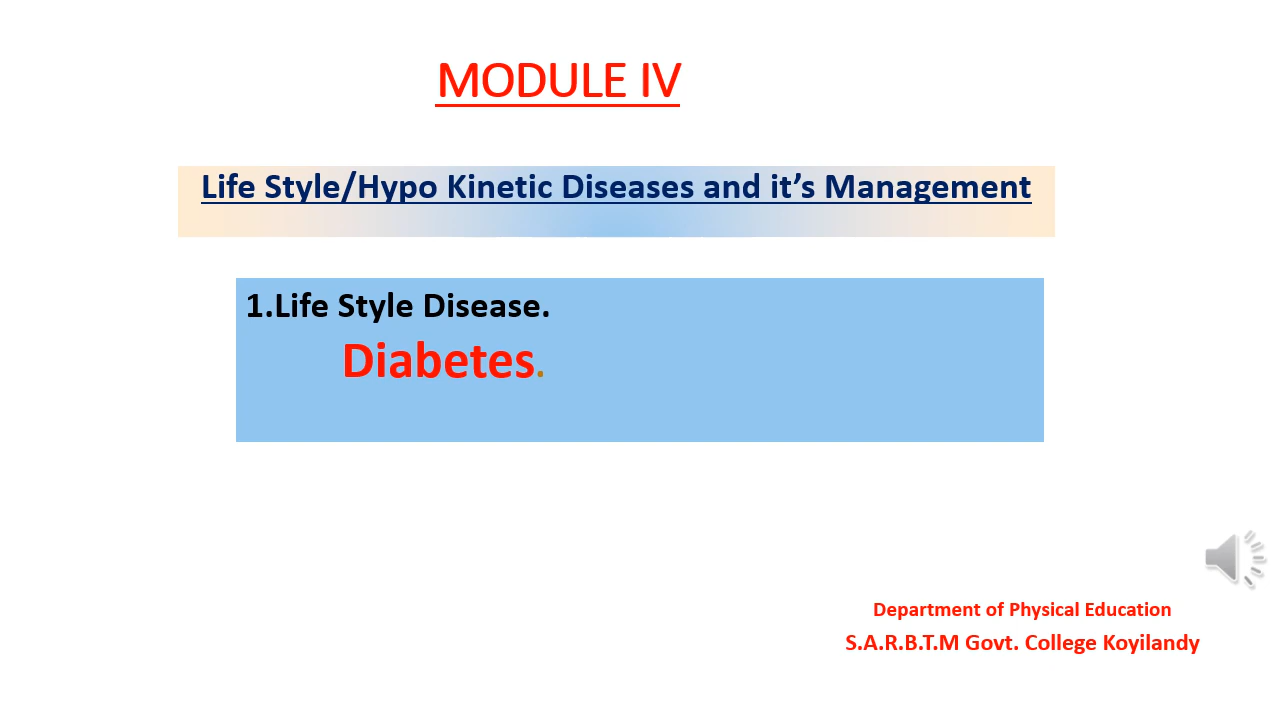 MODULE IV
Life Style/Hypo Kinetic Diseases and it’s Management
1.Life Style Disease.
Diabetes.
Department of Physical Education
S.A.R.B.T.M Govt. College Koyilandy